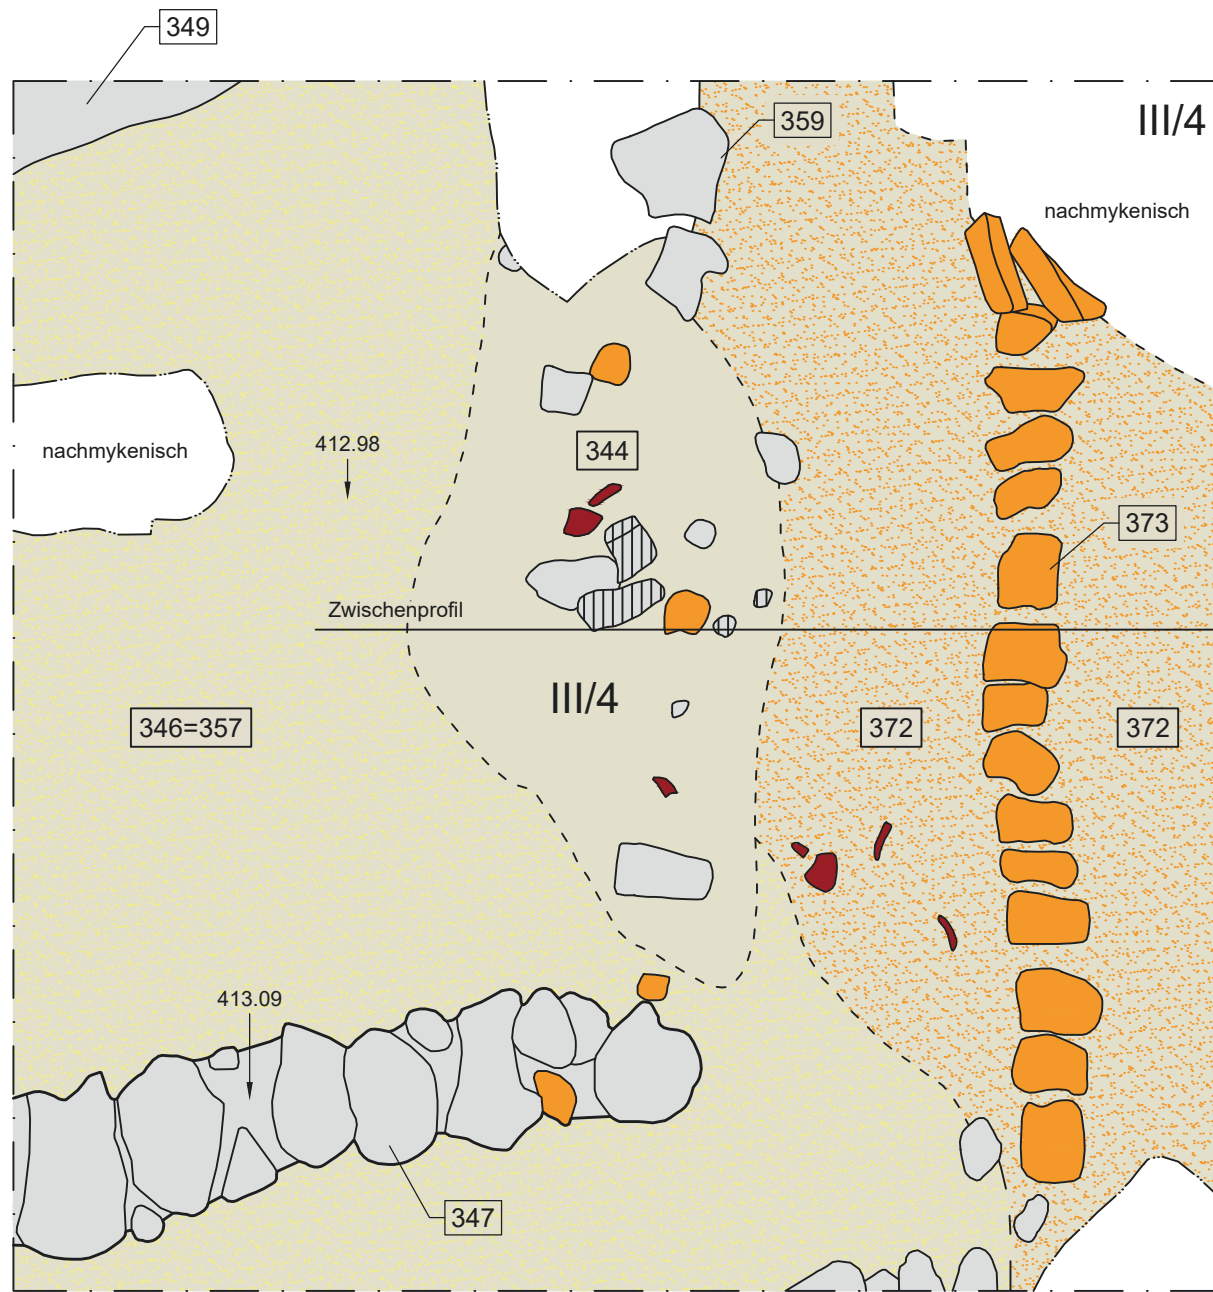 349
III/4
359
nachmykenisch
412.98
344
nachmykenisch
373
Zwischenprofil
III/4
346=357
372
372
413.09
347